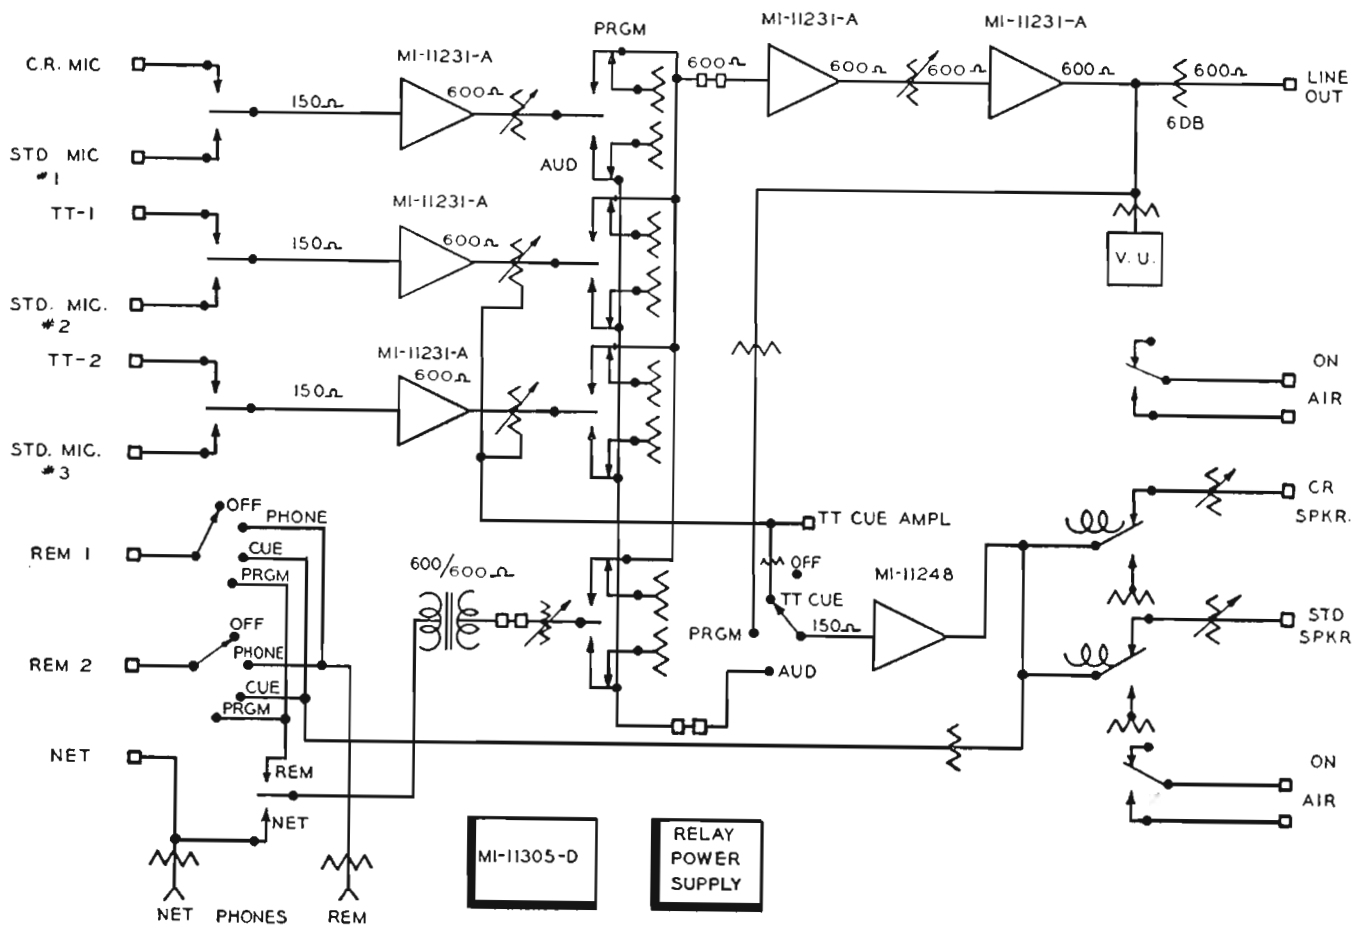 C.R. MIC
STD MIC
#1
TT-1
STD. MIC.
#2
TT-2
STD. MIC.
#3
REM 1
REM 2
NET
150Ω
150Ω
150Ω
MI-11231-A
600Ω
MI-11231-A
600Ω
MI-11231-A
600Ω
PRGM
AUD
600Ω
MI-11231-A
600Ω
600Ω
MI-11231-A
600Ω
600Ω
6DB
LINE
OUT
V.U.
ON
AIR
CR
SPKR.
STD
SPKR
ON
AIR
OFF
PHONE
CUE
PRGM
OFF
PHONE
CUE
PRGM
REM
NET
600/600Ω
TT CUE AMPL
OFF
TT CUE
PRGM
AUD
150Ω
MI-11248
MI-11305-D
RELAY
POWER
SUPPLY
NET
PHONES
REM